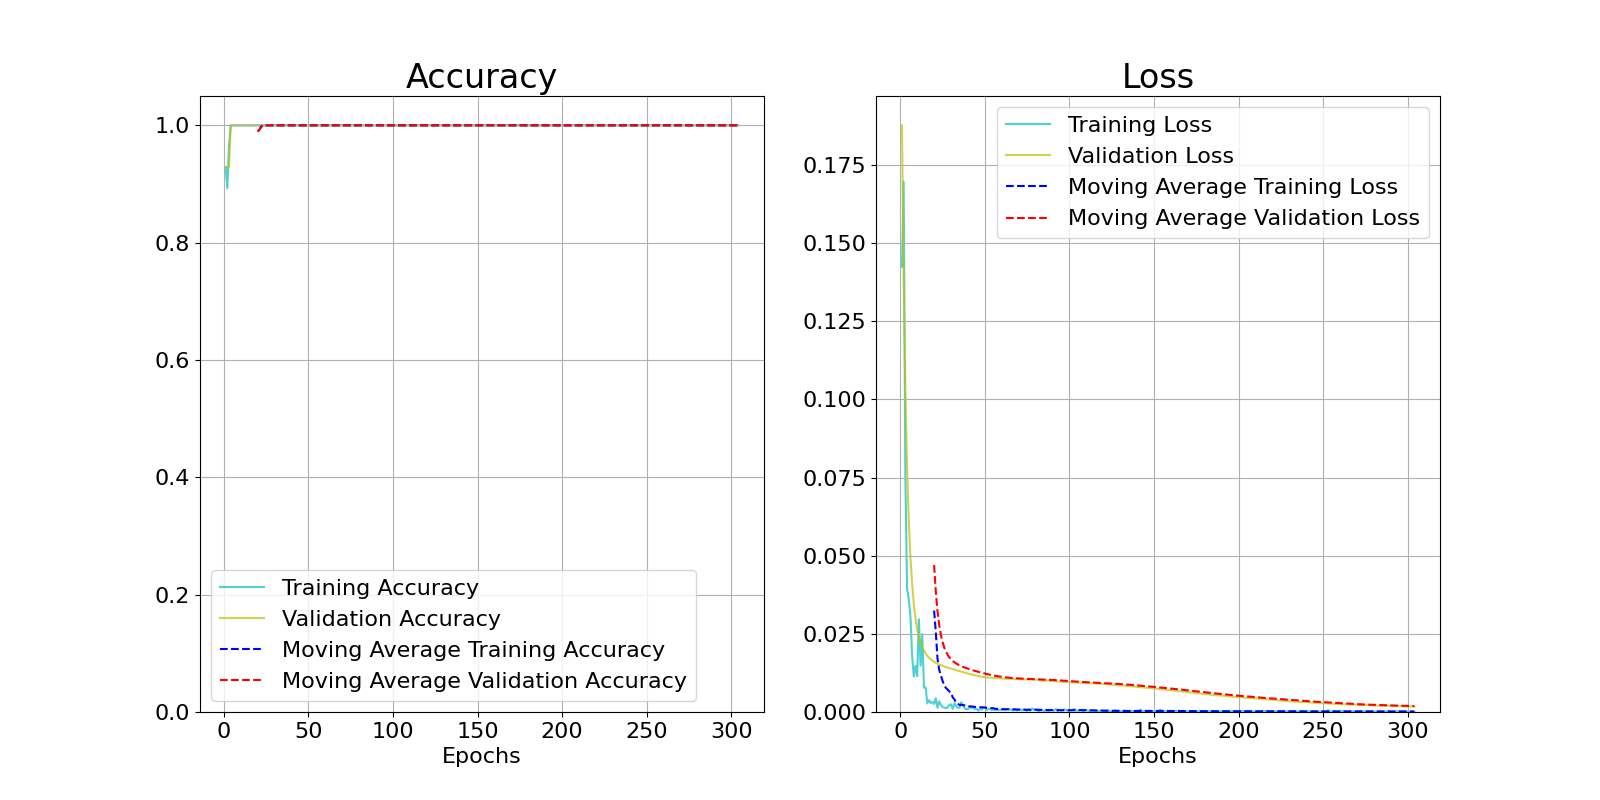 Accuracy
1.0
0.8
0.6
0.4
0.2
0.0
Training Accuracy
Validation Accuracy
Moving Average Training Accuracy
Moving Average Validation Accuracy
0 50 100 150 200 250 300
Epochs
Loss
0.175
0.150
0.125
0.100
0.075
0.050
0.025
0.000
Training Loss
Validation Loss
Moving Average Training Loss
Moving Average Validation Loss
0 50 100 150 200 250 300
Epochs